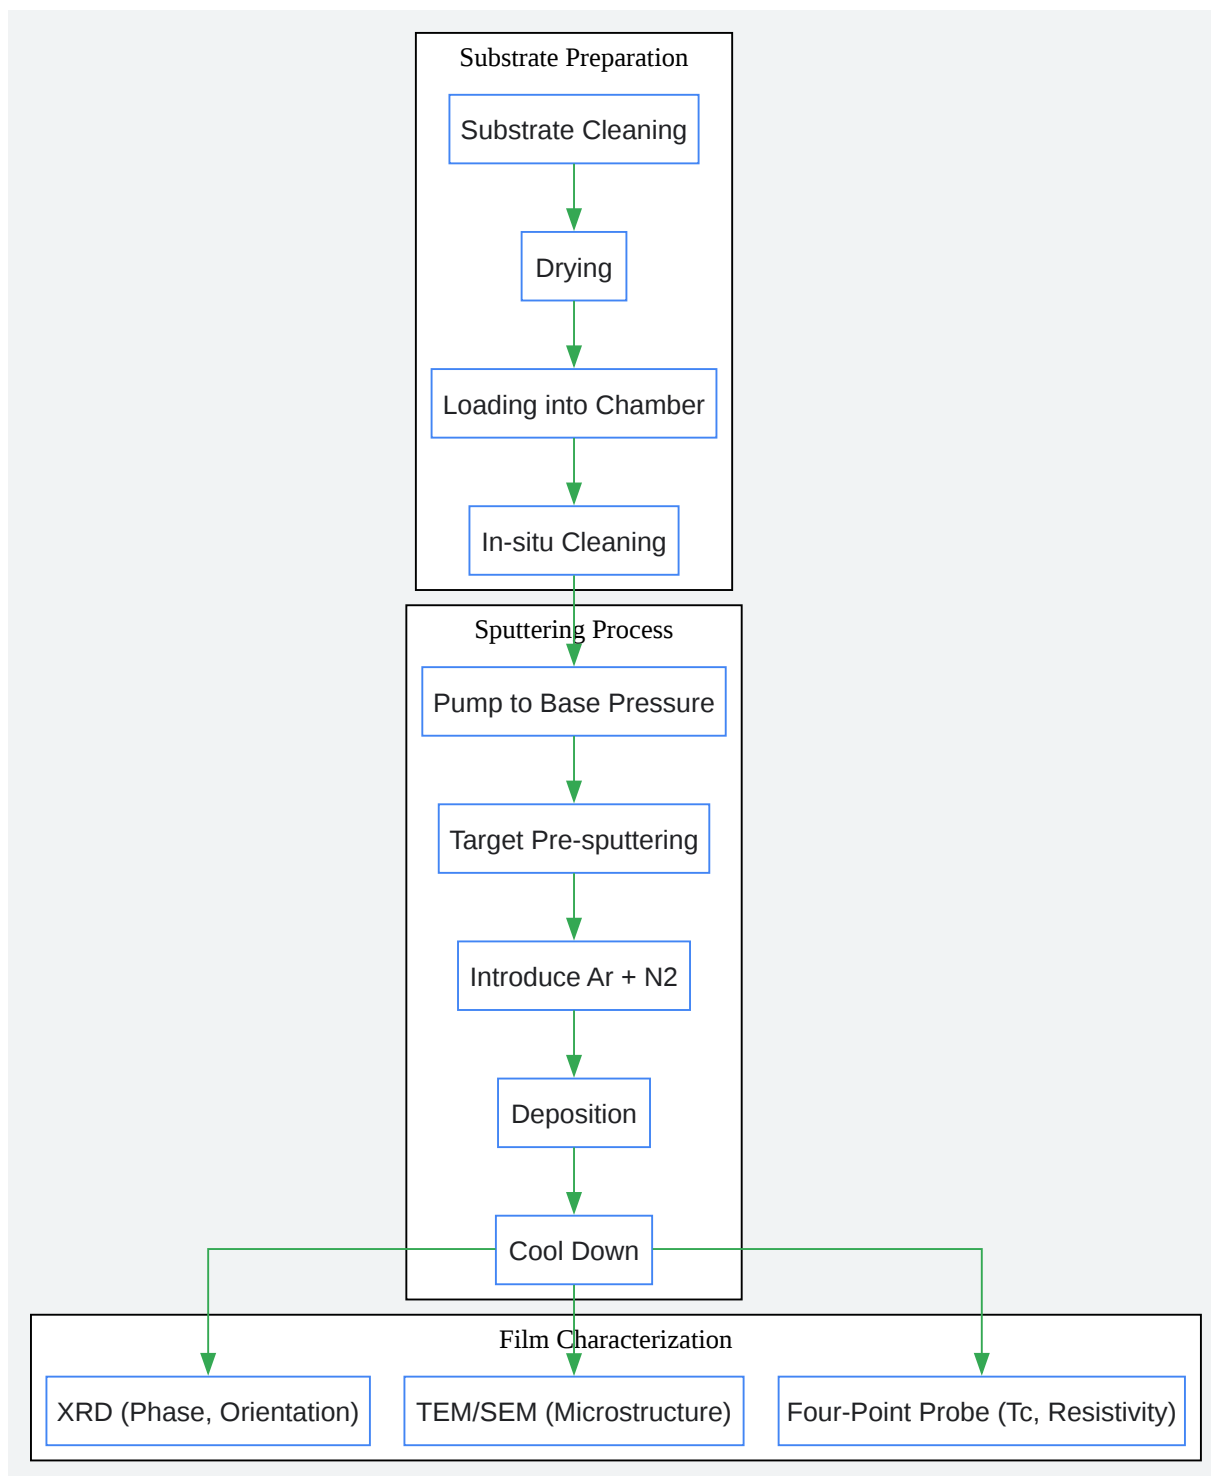 Substrate Preparation
Substrate Cleaning
Drying
Loading into Chamber
In-situ Cleaning
Sputtering Process
Pump to Base Pressure
Target Pre-sputtering
Introduce Ar + N2
Deposition
Cool Down
Film Characterization
XRD (Phase, Orientation)
TEM/SEM (Microstructure)
Four-Point Probe (Tc, Resistivity)